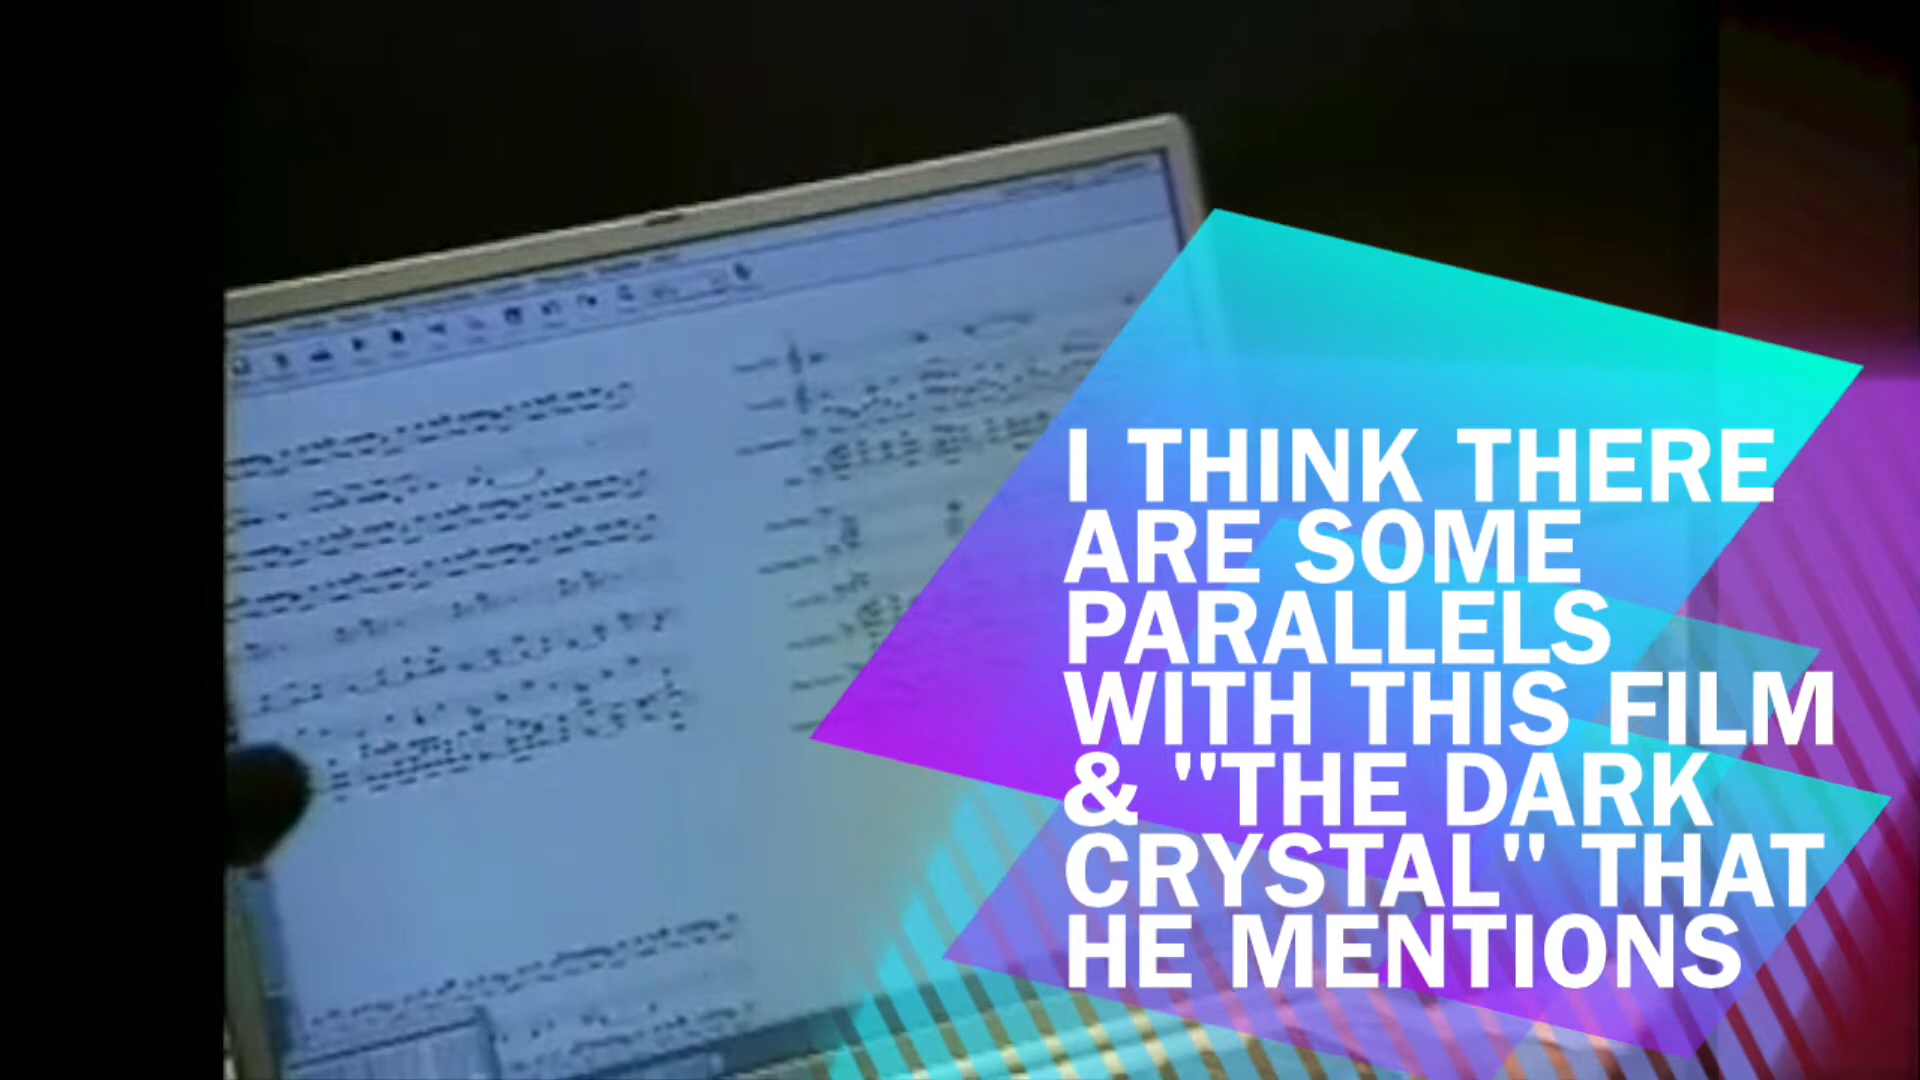 I THINK THERE
ARE SOME
PARALLELS
WITH THIS FILM
& "THE DARK
CRYSTAL" THAT
HE MENTIONS